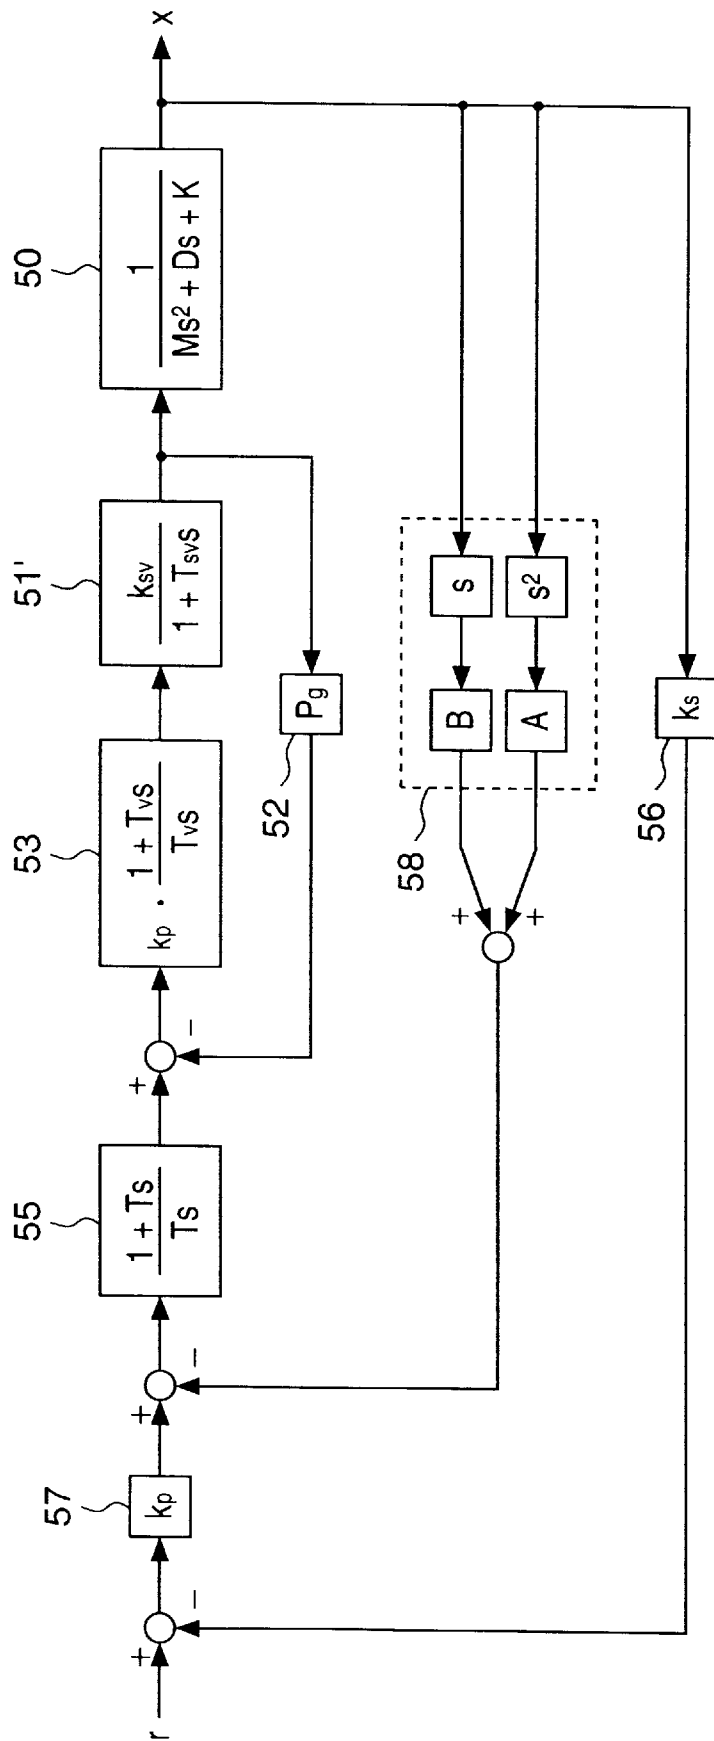 r
+
−
57
kp
+
−
55
1 + Ts
Ts
+
−
53
kp · 1 + Tvs
Tvs
51'
ksv
1 + Tsvs
50
1
Ms² + Ds + K
x
52
Pg
58
B
s
A
s²
+
+
56
ks